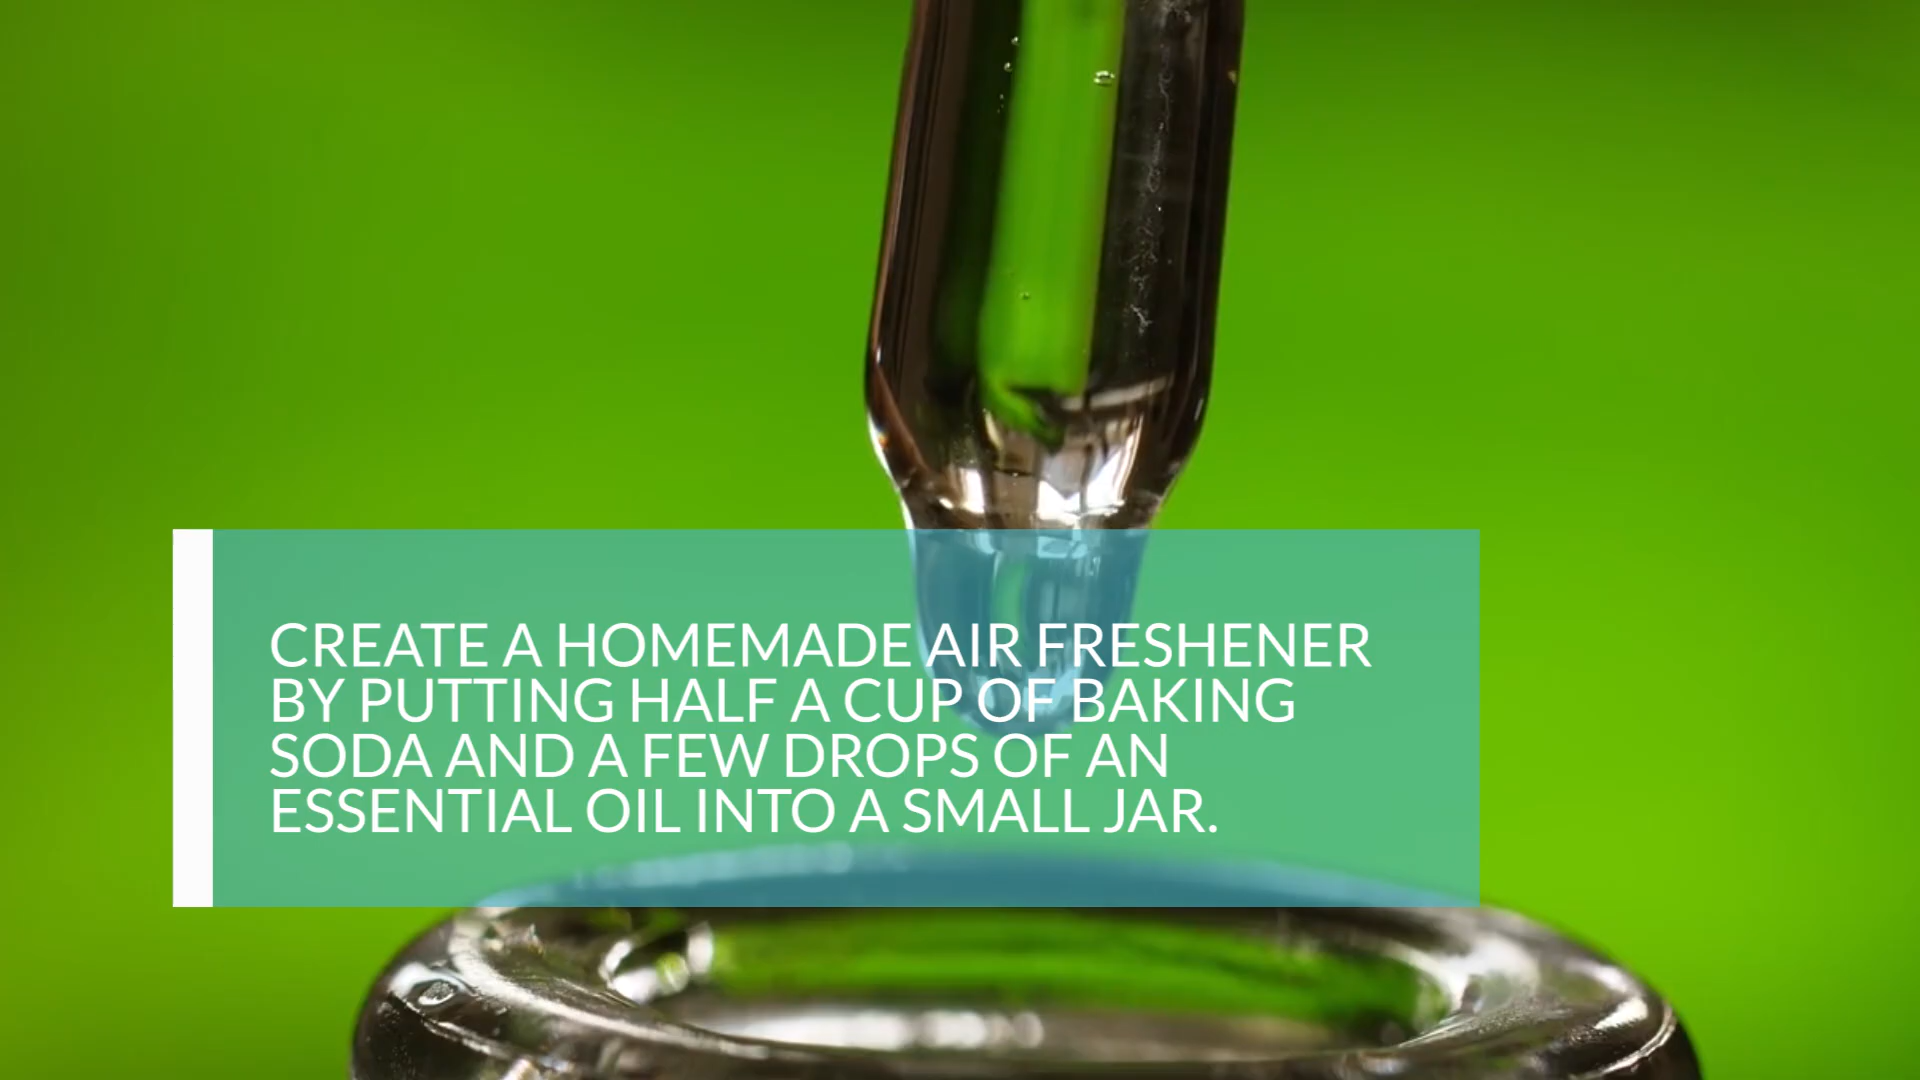 CREATE A HOMEMADE AIR FRESHENER
BY PUTTING HALF A CUP OF BAKING
SODA AND A FEW DROPS OF AN
ESSENTIAL OIL INTO A SMALL JAR.